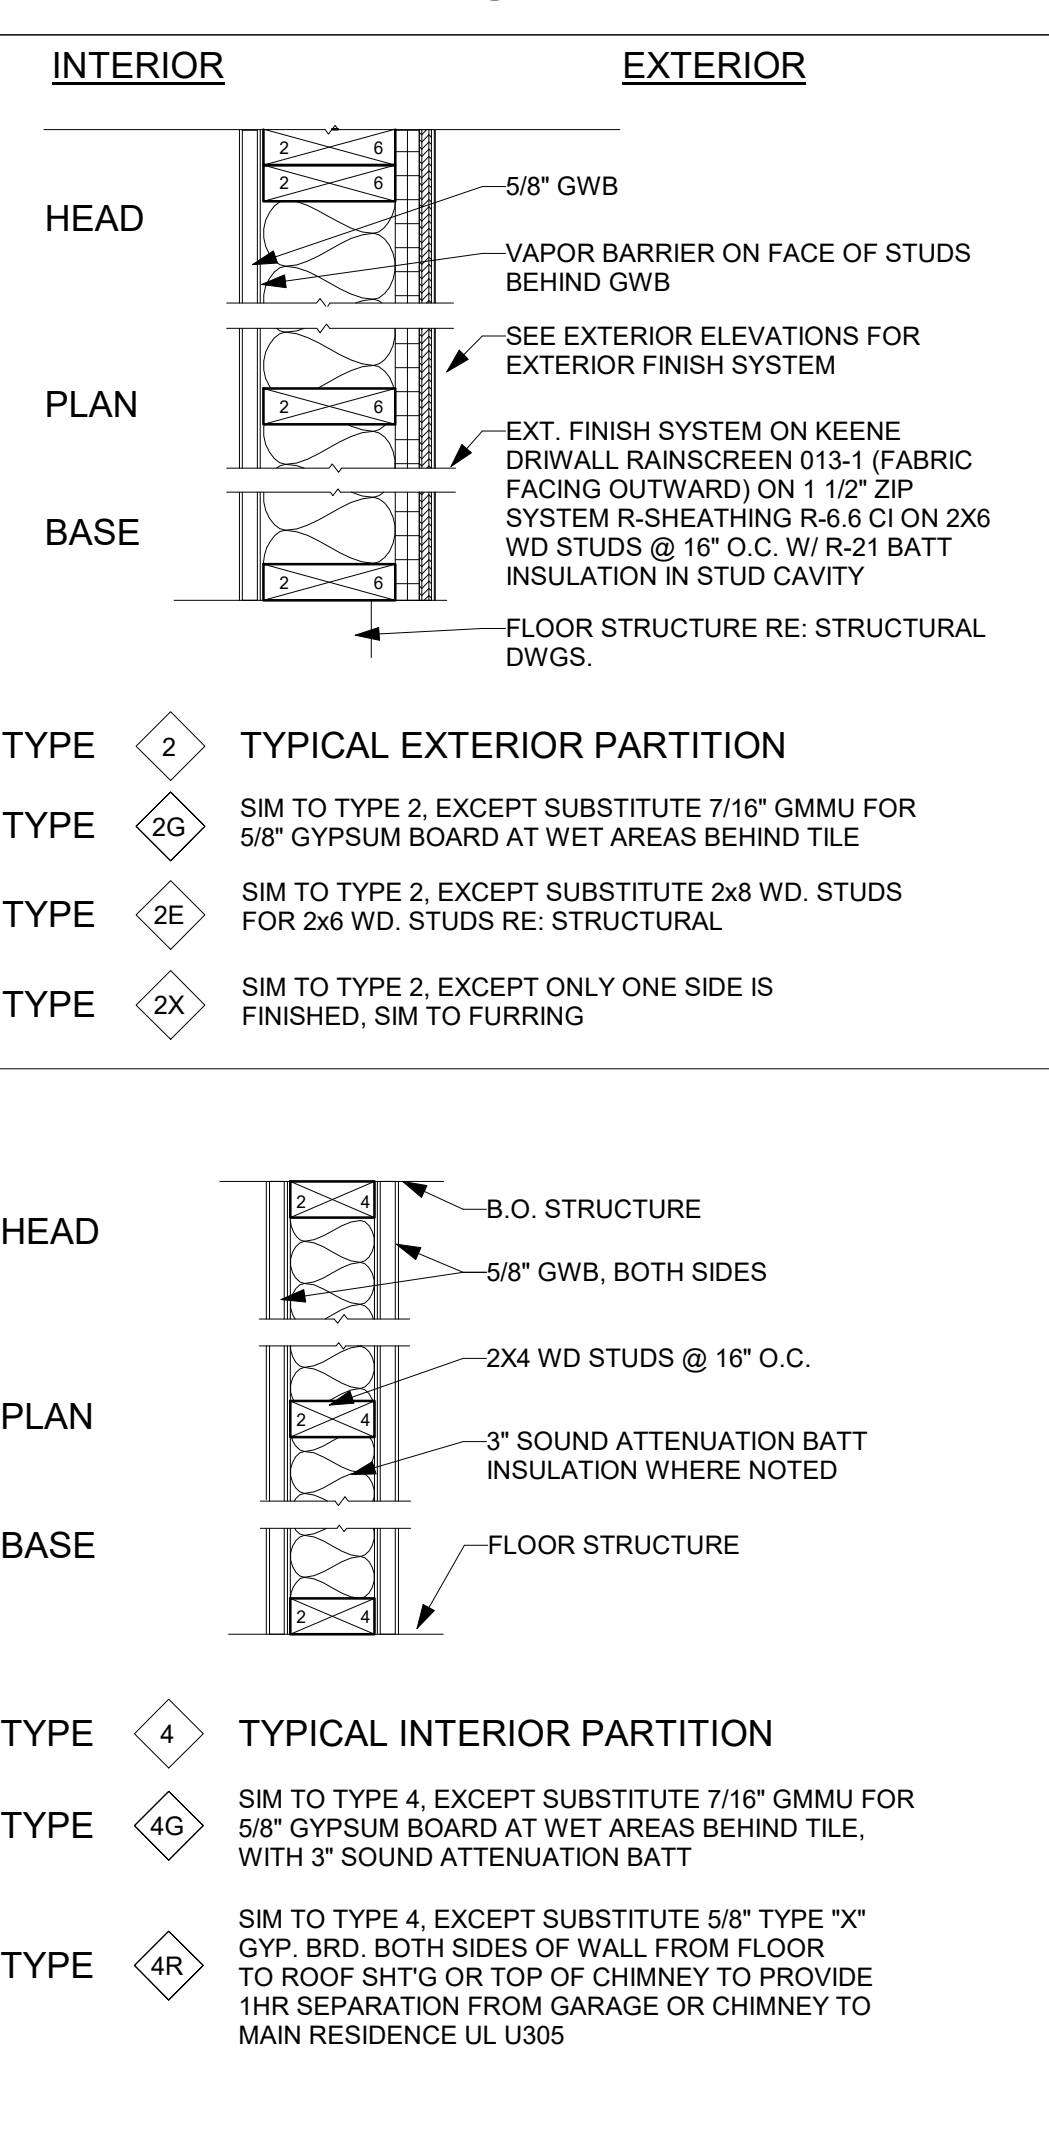 INTERIOR
EXTERIOR
2 6
2 6
5/8" GWB
HEAD
VAPOR BARRIER ON FACE OF STUDS
BEHIND GWB
SEE EXTERIOR ELEVATIONS FOR
EXTERIOR FINISH SYSTEM
PLAN
2 6
EXT. FINISH SYSTEM ON KEENE
DRIWALL RAINSCREEN 013-1 (FABRIC
FACING OUTWARD) ON 1 1/2" ZIP
SYSTEM R-SHEATHING R-6.6 CI ON 2X6
WD STUDS @ 16" O.C. W/ R-21 BATT
INSULATION IN STUD CAVITY
BASE
2 6
FLOOR STRUCTURE RE: STRUCTURAL
DWGS.
TYPE 2 TYPICAL EXTERIOR PARTITION
TYPE 2G
SIM TO TYPE 2, EXCEPT SUBSTITUTE 7/16" GMMU FOR
5/8" GYPSUM BOARD AT WET AREAS BEHIND TILE
TYPE 2E
SIM TO TYPE 2, EXCEPT SUBSTITUTE 2x8 WD. STUDS
FOR 2x6 WD. STUDS RE: STRUCTURAL
TYPE 2X
SIM TO TYPE 2, EXCEPT ONLY ONE SIDE IS
FINISHED, SIM TO FURRING
2 4
B.O. STRUCTURE
HEAD
5/8" GWB, BOTH SIDES
2X4 WD STUDS @ 16" O.C.
PLAN
2 4
3" SOUND ATTENUATION BATT
INSULATION WHERE NOTED
BASE
FLOOR STRUCTURE
2 4
TYPE 4 TYPICAL INTERIOR PARTITION
TYPE 4G
SIM TO TYPE 4, EXCEPT SUBSTITUTE 7/16" GMMU FOR
5/8" GYPSUM BOARD AT WET AREAS BEHIND TILE,
WITH 3" SOUND ATTENUATION BATT
TYPE 4R
SIM TO TYPE 4, EXCEPT SUBSTITUTE 5/8" TYPE "X"
GYP. BRD. BOTH SIDES OF WALL FROM FLOOR
TO ROOF SHT'G OR TOP OF CHIMNEY TO PROVIDE
1HR SEPARATION FROM GARAGE OR CHIMNEY TO
MAIN RESIDENCE UL U305